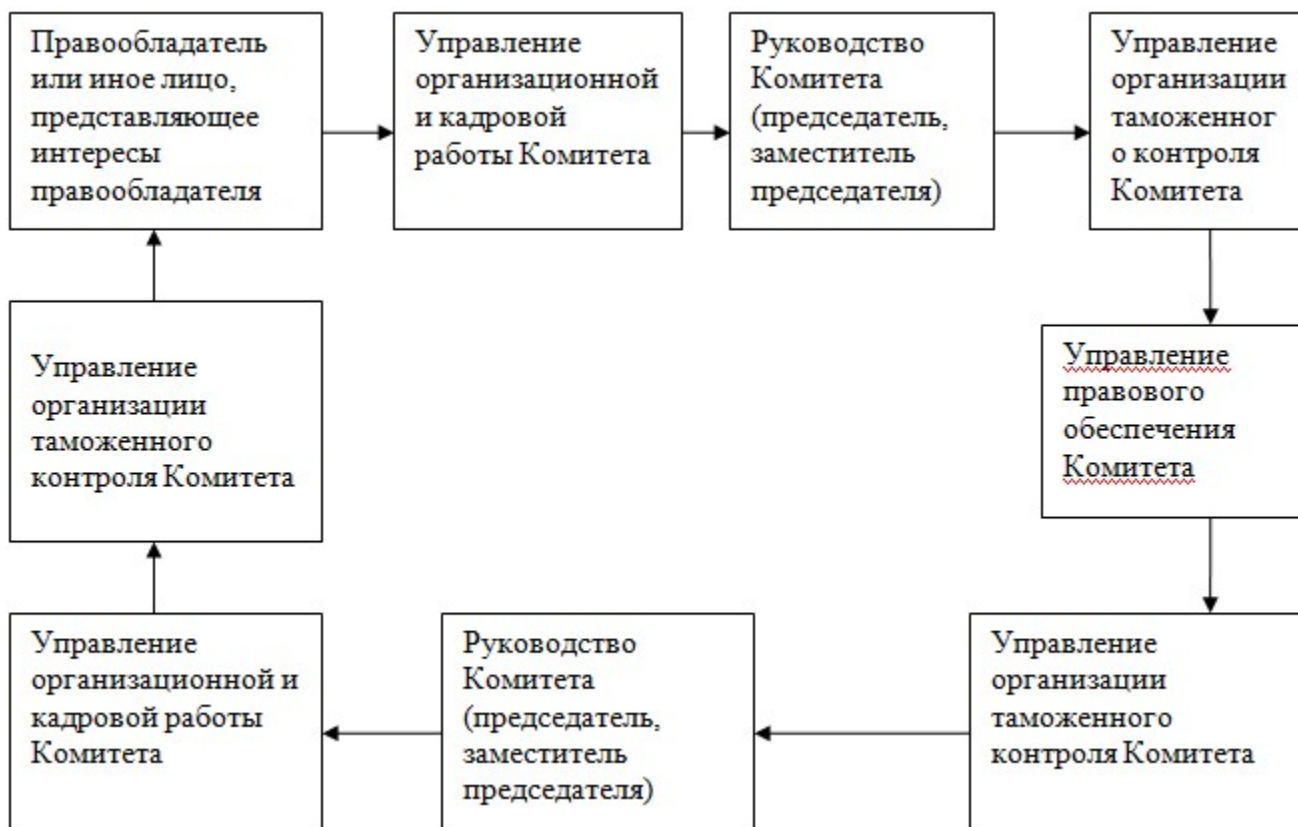 Правообладатель
или иное лицо,
представляющее
интересы
правообладателя
Управление
организационной
и кадровой
работы Комитета
Руководство
Комитета
(председатель,
заместитель
председателя)
Управление
организации
таможенног
о контроля
Комитета
Управление
правового
обеспечения
Комитета
Управление
организации
таможенного
контроля Комитета
Руководство
Комитета
(председатель,
заместитель
председателя)
Управление
организационной и
кадровой работы
Комитета
Управление
организации
таможенного
контроля Комитета